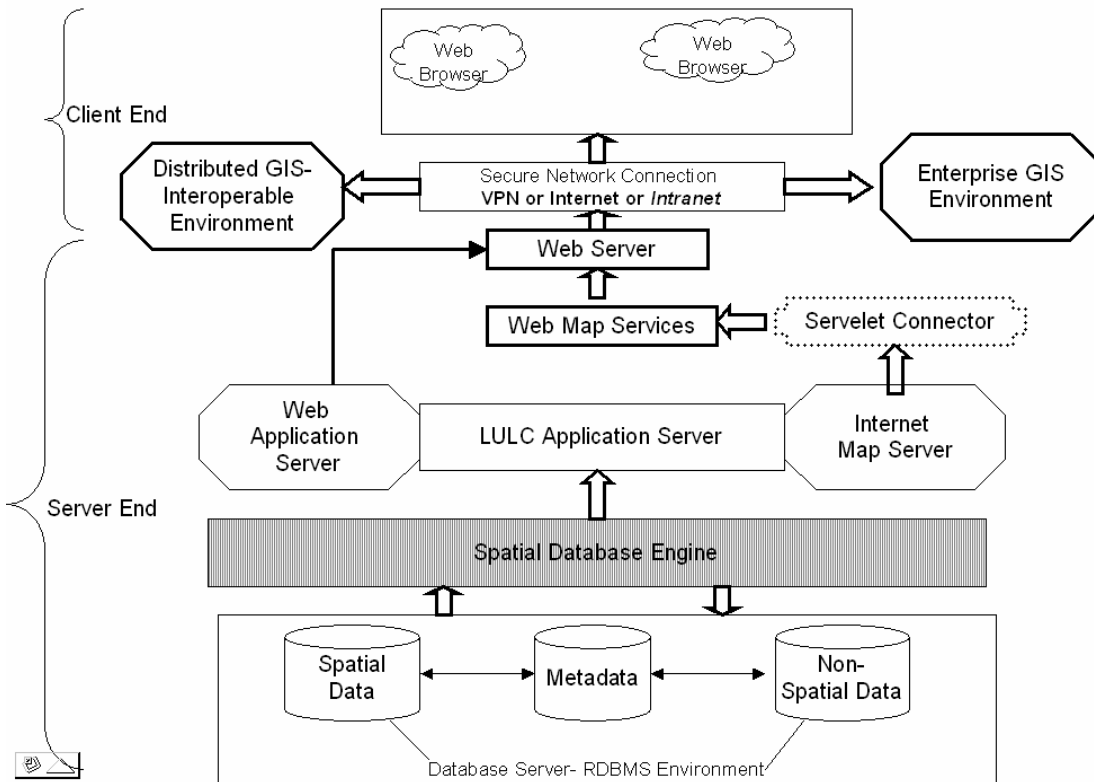 Web
Browser
Web
Browser
Client End
Distributed GIS-
Interoperable
Environment
Secure Network Connection
VPN or Internet or Intranet
Enterprise GIS
Environment
Web Server
Web Map Services
Servelet Connector
Web
Application
Server
LULC Application Server
Internet
Map Server
Server End
Spatial Database Engine
Spatial
Data
Metadata
Non-
Spatial Data
Database Server- RDBMS Environment